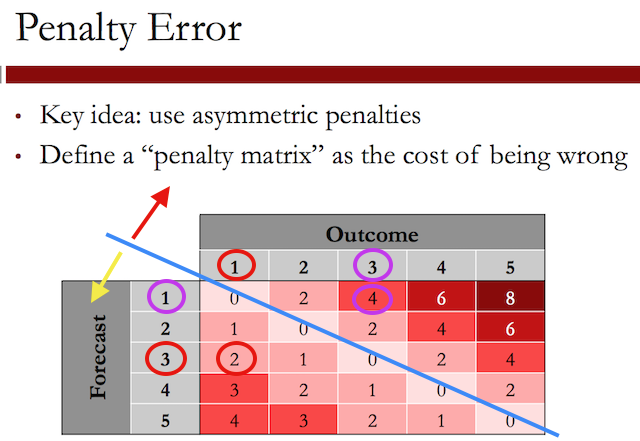 Penalty Error
• Key idea: use asymmetric penalties
• Define a “penalty matrix” as the cost of being wrong
Outcome
1 2 3 4 5
Forecast
1 0 2 4 6 8
2 1 0 2 4 6
3 2 1 0 2 4
4 3 2 1 0 2
5 4 3 2 1 0